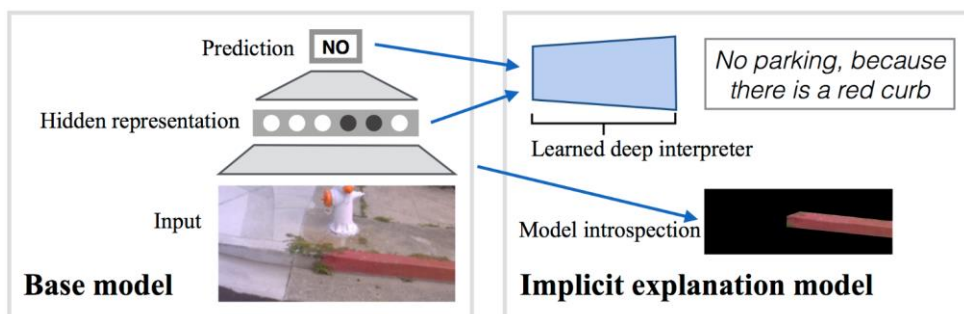 Prediction
NO
Hidden representation
Input
Base model
No parking, because
there is a red curb
Learned deep interpreter
Model introspection
Implicit explanation model